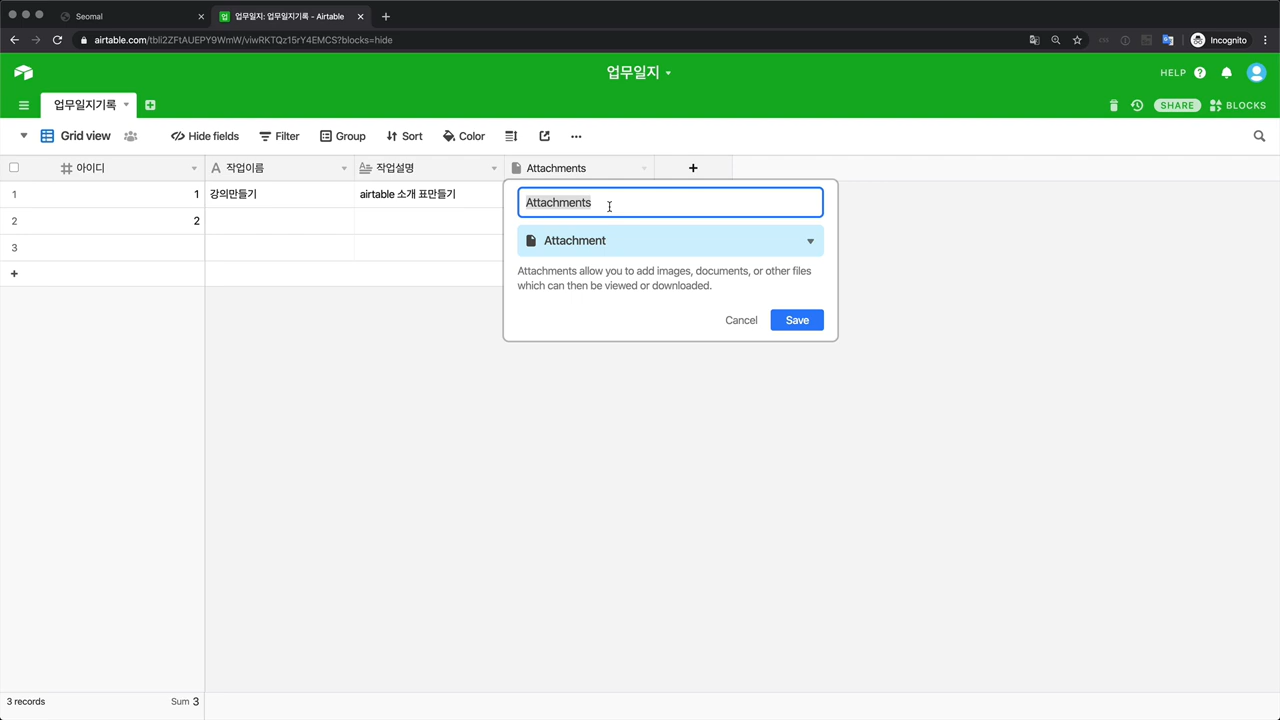 Seomal
업무일지: 업무일지기록 - Airtable
airtable.com/tbli2ZFtAUEPY9WmW/viwRKTQz15rY4EMCS?blocks=hide
Incognito
업무일지
HELP
업무일지기록
SHARE
BLOCKS
Grid view
Hide fields
Filter
Group
Sort
Color
아이디
작업이름
작업설명
Attachments
1
1
강의만들기
airtable 소개 표만들기
2
2
3
Attachments
Attachment
Attachments allow you to add images, documents, or other files
which can then be viewed or downloaded.
Cancel
Save
3 records
Sum 3